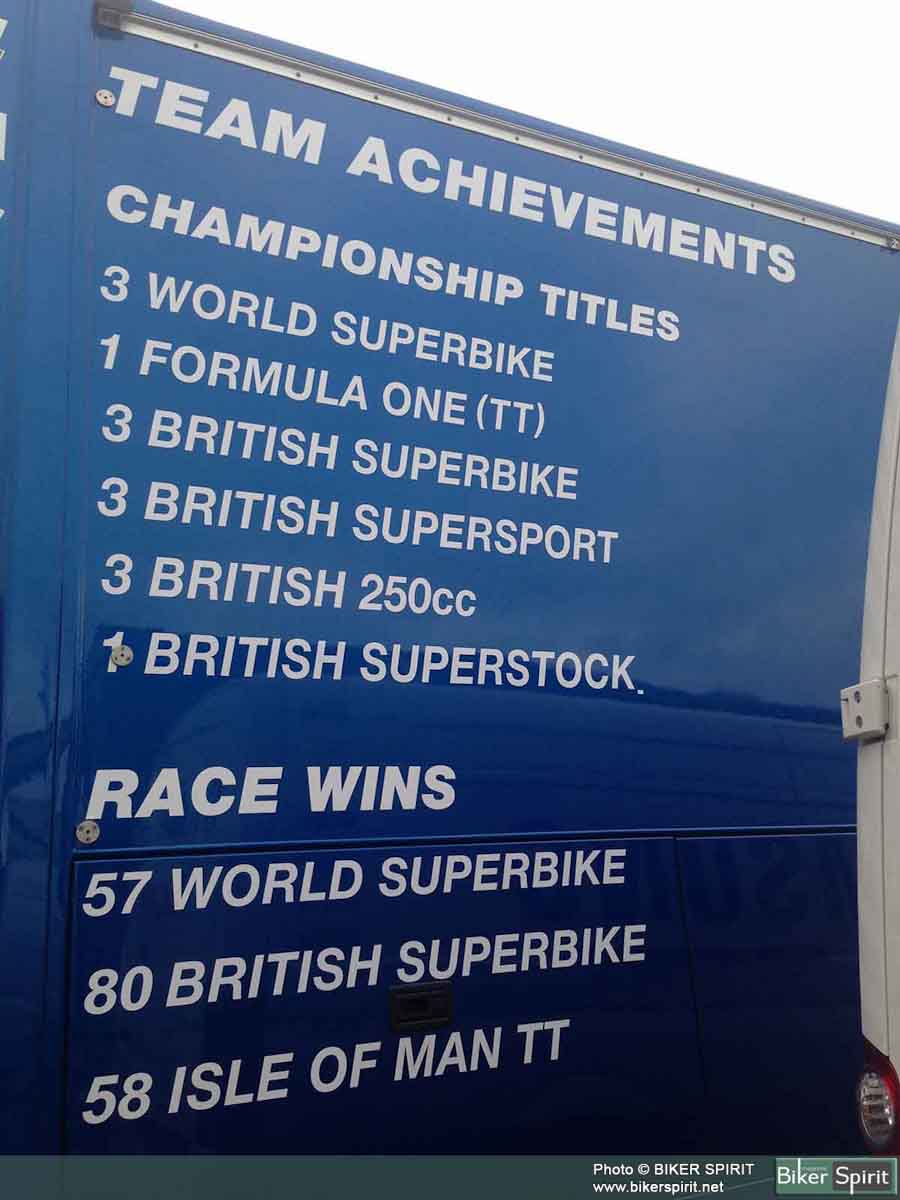 TEAM ACHIEVEMENTS
CHAMPIONSHIP TITLES
3 WORLD SUPERBIKE
1 FORMULA ONE (TT)
3 BRITISH SUPERBIKE
3 BRITISH SUPERSPORT
3 BRITISH 250cc
1 BRITISH SUPERSTOCK.
RACE WINS
57 WORLD SUPERBIKE
80 BRITISH SUPERBIKE
58 ISLE OF MAN TT
Photo © BIKER SPIRIT
www.bikerspirit.net
magazine
Biker Spirit